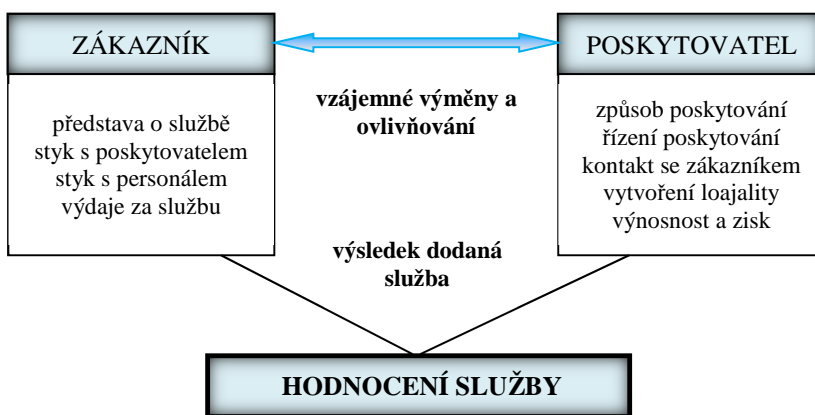 ZÁKAZNÍK
představa o službě
styk s poskytovatelem
styk s personálem
výdaje za službu
vzájemné výměny a
ovlivňování
výsledek dodaná
služba
POSKYTOVATEL
způsob poskytování
řízení poskytování
kontakt se zákazníkem
vytvoření loajality
výnosnost a zisk
HODNOCENÍ SLUŽBY